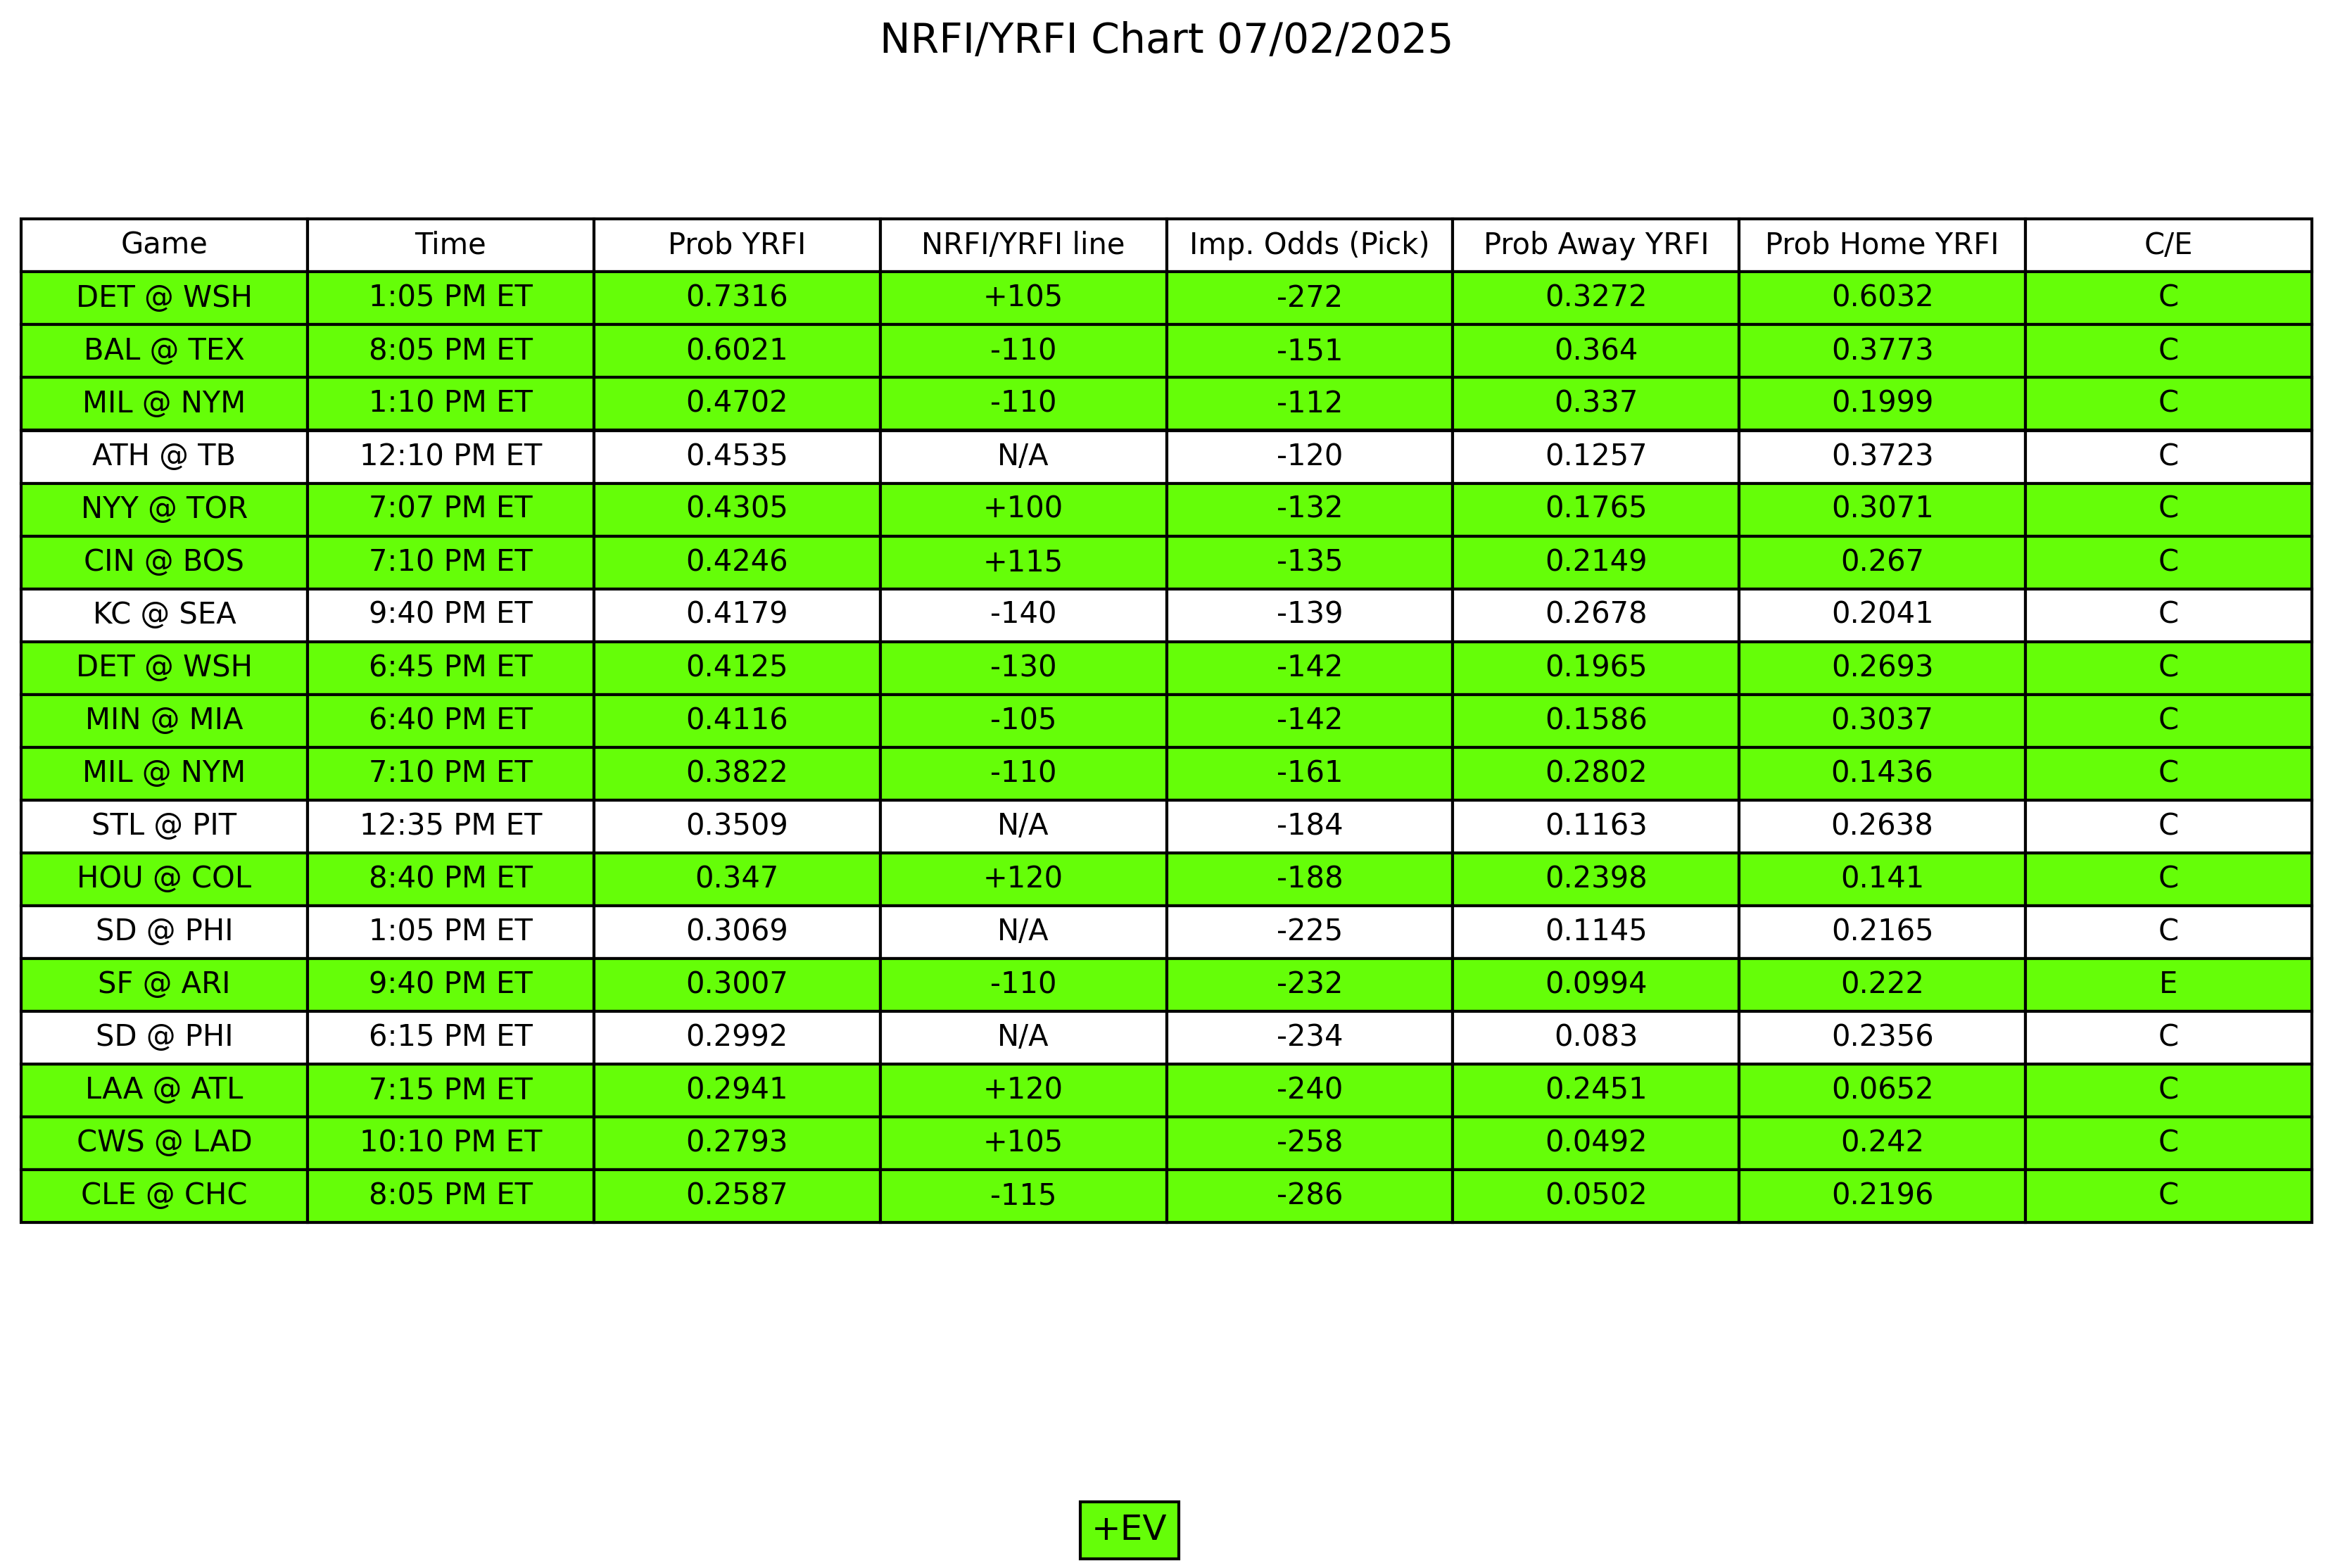 NRFI/YRFI Chart 07/02/2025
Game Time Prob YRFI NRFI/YRFI line Imp. Odds (Pick) Prob Away YRFI Prob Home YRFI C/E
DET @ WSH 1:05 PM ET 0.7316 +105 -272 0.3272 0.6032 C
BAL @ TEX 8:05 PM ET 0.6021 -110 -151 0.364 0.3773 C
MIL @ NYM 1:10 PM ET 0.4702 -110 -112 0.337 0.1999 C
ATH @ TB 12:10 PM ET 0.4535 N/A -120 0.1257 0.3723 C
NYY @ TOR 7:07 PM ET 0.4305 +100 -132 0.1765 0.3071 C
CIN @ BOS 7:10 PM ET 0.4246 +115 -135 0.2149 0.267 C
KC @ SEA 9:40 PM ET 0.4179 -140 -139 0.2678 0.2041 C
DET @ WSH 6:45 PM ET 0.4125 -130 -142 0.1965 0.2693 C
MIN @ MIA 6:40 PM ET 0.4116 -105 -142 0.1586 0.3037 C
MIL @ NYM 7:10 PM ET 0.3822 -110 -161 0.2802 0.1436 C
STL @ PIT 12:35 PM ET 0.3509 N/A -184 0.1163 0.2638 C
HOU @ COL 8:40 PM ET 0.347 +120 -188 0.2398 0.141 C
SD @ PHI 1:05 PM ET 0.3069 N/A -225 0.1145 0.2165 C
SF @ ARI 9:40 PM ET 0.3007 -110 -232 0.0994 0.222 E
SD @ PHI 6:15 PM ET 0.2992 N/A -234 0.083 0.2356 C
LAA @ ATL 7:15 PM ET 0.2941 +120 -240 0.2451 0.0652 C
CWS @ LAD 10:10 PM ET 0.2793 +105 -258 0.0492 0.242 C
CLE @ CHC 8:05 PM ET 0.2587 -115 -286 0.0502 0.2196 C
+EV